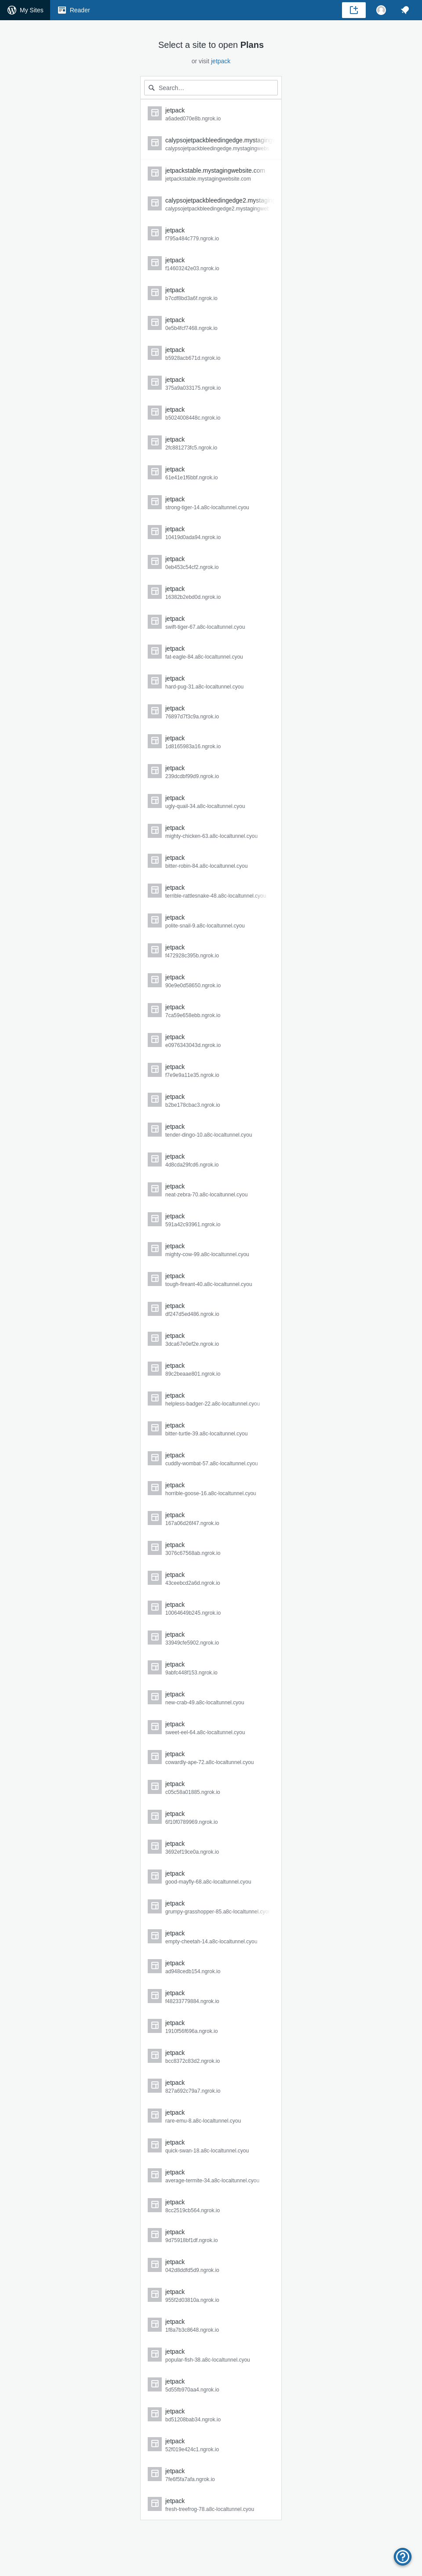 My Sites
Reader
Select a site to open Plans
or visit jetpack
Search…
jetpack
a6aded070e8b.ngrok.io
calypsojetpackbleedingedge.mystaging
calypsojetpackbleedingedge.mystagingwebs
jetpackstable.mystagingwebsite.com
jetpackstable.mystagingwebsite.com
calypsojetpackbleedingedge2.mystaging
calypsojetpackbleedingedge2.mystagingweb
jetpack
f795a484c779.ngrok.io
jetpack
f14603242e03.ngrok.io
jetpack
b7cdf8bd3a6f.ngrok.io
jetpack
0e5b4fcf7468.ngrok.io
jetpack
b5928acb671d.ngrok.io
jetpack
375a9a033175.ngrok.io
jetpack
b5024008448c.ngrok.io
jetpack
2fc881273fc5.ngrok.io
jetpack
61e41e1f6bbf.ngrok.io
jetpack
strong-tiger-14.a8c-localtunnel.cyou
jetpack
10419d0ada94.ngrok.io
jetpack
0eb453c54cf2.ngrok.io
jetpack
16382b2ebd0d.ngrok.io
jetpack
swift-tiger-67.a8c-localtunnel.cyou
jetpack
fat-eagle-84.a8c-localtunnel.cyou
jetpack
hard-pug-31.a8c-localtunnel.cyou
jetpack
76897d7f3c9a.ngrok.io
jetpack
1d8165983a16.ngrok.io
jetpack
239dcdbf99d9.ngrok.io
jetpack
ugly-quail-34.a8c-localtunnel.cyou
jetpack
mighty-chicken-63.a8c-localtunnel.cyou
jetpack
bitter-robin-84.a8c-localtunnel.cyou
jetpack
terrible-rattlesnake-48.a8c-localtunnel.cyou
jetpack
polite-snail-9.a8c-localtunnel.cyou
jetpack
f472928c395b.ngrok.io
jetpack
90e9e0d58650.ngrok.io
jetpack
7ca59e658ebb.ngrok.io
jetpack
e0976343043d.ngrok.io
jetpack
f7e9e8a11e35.ngrok.io
jetpack
b2be178cbac3.ngrok.io
jetpack
tender-dingo-10.a8c-localtunnel.cyou
jetpack
4d8cda29fcd6.ngrok.io
jetpack
neat-zebra-70.a8c-localtunnel.cyou
jetpack
591a42c93961.ngrok.io
jetpack
mighty-cow-99.a8c-localtunnel.cyou
jetpack
tough-fireant-40.a8c-localtunnel.cyou
jetpack
df247d5ed486.ngrok.io
jetpack
3dca67e0ef2e.ngrok.io
jetpack
89c2beaae801.ngrok.io
jetpack
helpless-badger-22.a8c-localtunnel.cyou
jetpack
bitter-turtle-39.a8c-localtunnel.cyou
jetpack
cuddly-wombat-57.a8c-localtunnel.cyou
jetpack
horrible-goose-16.a8c-localtunnel.cyou
jetpack
167a06d26f47.ngrok.io
jetpack
3076c67568ab.ngrok.io
jetpack
43ceebcd2a6d.ngrok.io
jetpack
10064649b245.ngrok.io
jetpack
33949cfe5902.ngrok.io
jetpack
9abfc448f153.ngrok.io
jetpack
new-crab-49.a8c-localtunnel.cyou
jetpack
sweet-eel-64.a8c-localtunnel.cyou
jetpack
cowardly-ape-72.a8c-localtunnel.cyou
jetpack
c05c58a01885.ngrok.io
jetpack
6f10f0789969.ngrok.io
jetpack
3692ef19ce0a.ngrok.io
jetpack
good-mayfly-68.a8c-localtunnel.cyou
jetpack
grumpy-grasshopper-85.a8c-localtunnel.cyou
jetpack
empty-cheetah-14.a8c-localtunnel.cyou
jetpack
ad948cedb154.ngrok.io
jetpack
f48233779884.ngrok.io
jetpack
1910f56f696a.ngrok.io
jetpack
bcc8372c83d2.ngrok.io
jetpack
827a692c79a7.ngrok.io
jetpack
rare-emu-8.a8c-localtunnel.cyou
jetpack
quick-swan-18.a8c-localtunnel.cyou
jetpack
average-termite-34.a8c-localtunnel.cyou
jetpack
8cc2519cb564.ngrok.io
jetpack
9d75918bf1df.ngrok.io
jetpack
042d8ddfd5d9.ngrok.io
jetpack
955f2d03810a.ngrok.io
jetpack
1f8a7b3c8648.ngrok.io
jetpack
popular-fish-38.a8c-localtunnel.cyou
jetpack
5d55fb970aa4.ngrok.io
jetpack
bd51208bab34.ngrok.io
jetpack
52f019e424c1.ngrok.io
jetpack
7fe6f5fa7afa.ngrok.io
jetpack
fresh-treefrog-78.a8c-localtunnel.cyou